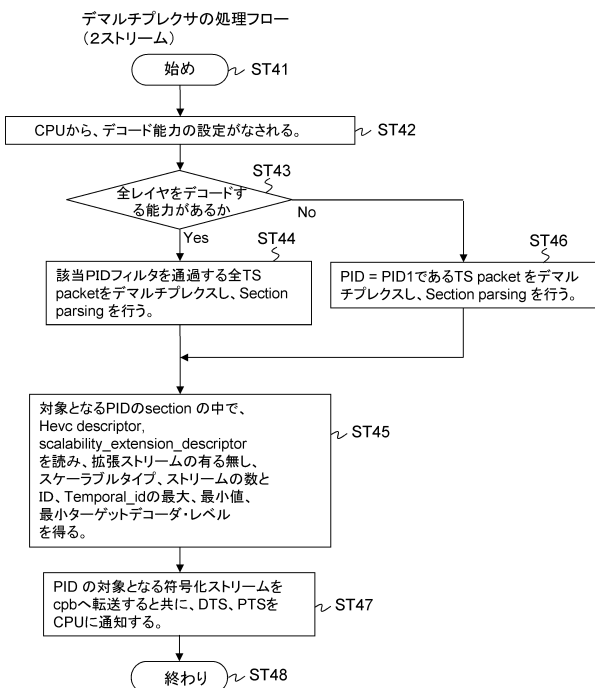 デマルチプレクサの処理フロー
(2ストリーム)
始め
ST41
CPUから、デコード能力の設定がなされる。
ST42
ST43
全レイヤをデコードす
る能力があるか
No
Yes
ST44
該当PIDフィルタを通過する全TS
packetをデマルチプレクスし、Section
parsing を行う。
ST46
PID = PID1であるTS packet をデマル
チプレクスし、Section parsing を行う。
対象となるPIDのsection の中で、
Hevc descriptor,
scalability_extension_descriptor
を読み、拡張ストリームの有る無し、
スケーラブルタイプ、ストリームの数と
ID、Temporal_idの最大、最小値、
最小ターゲットデコーダ・レベル
を得る。
ST45
PID の対象となる符号化ストリームを
cpbへ転送すると共に、DTS、PTSを
CPUに通知する。
ST47
終わり
ST48